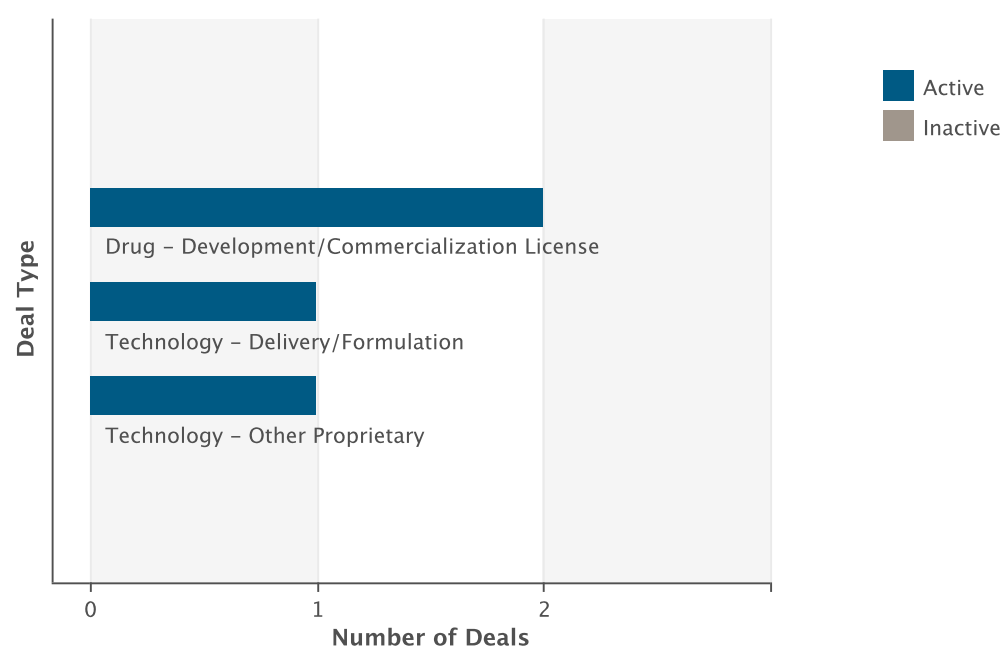 Active
Inactive
Deal Type
Drug – Development/Commercialization License
Technology – Delivery/Formulation
Technology – Other Proprietary
0 1 2
Number of Deals